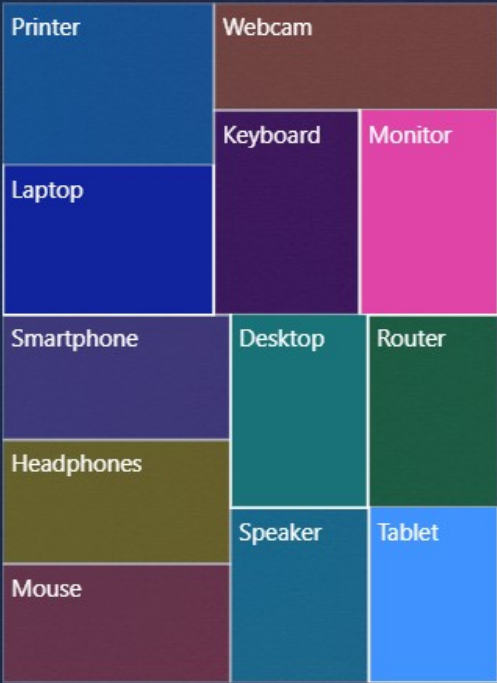 Printer
Webcam
Keyboard
Monitor
Laptop
Smartphone
Desktop
Router
Headphones
Speaker
Tablet
Mouse